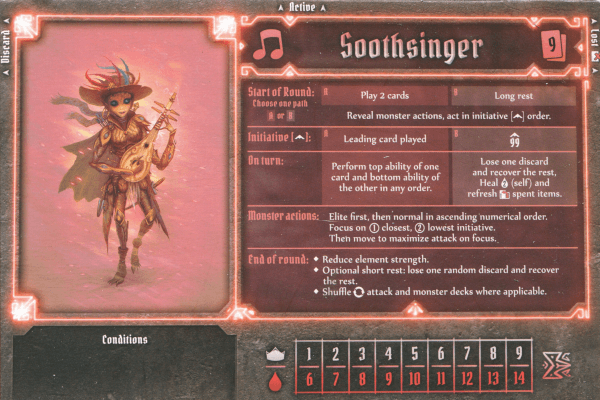 Active
Discard
Lost
Soothsinger
9
Start of Round:
Choose one path
A or B
A Play 2 cards
B Long rest
Reveal monster actions, act in initiative [ ] order.
Initiative [ ]:
A Leading card played
B 99
On turn:
A Perform top ability of one
card and bottom ability of
the other in any order.
B Lose one discard
and recover the rest,
Heal 2 (self) and
refresh spent items.
Monster actions:
Elite first, then normal in ascending numerical order.
Focus on 1 closest, 2 lowest initiative.
Then move to maximize attack on focus.
End of round:
◆ Reduce element strength.
◆ Optional short rest: lose one random discard and recover
the rest.
◆ Shuffle attack and monster decks where applicable.
Conditions
1 2 3 4 5 6 7 8 9
6 7 8 9 10 11 12 13 14